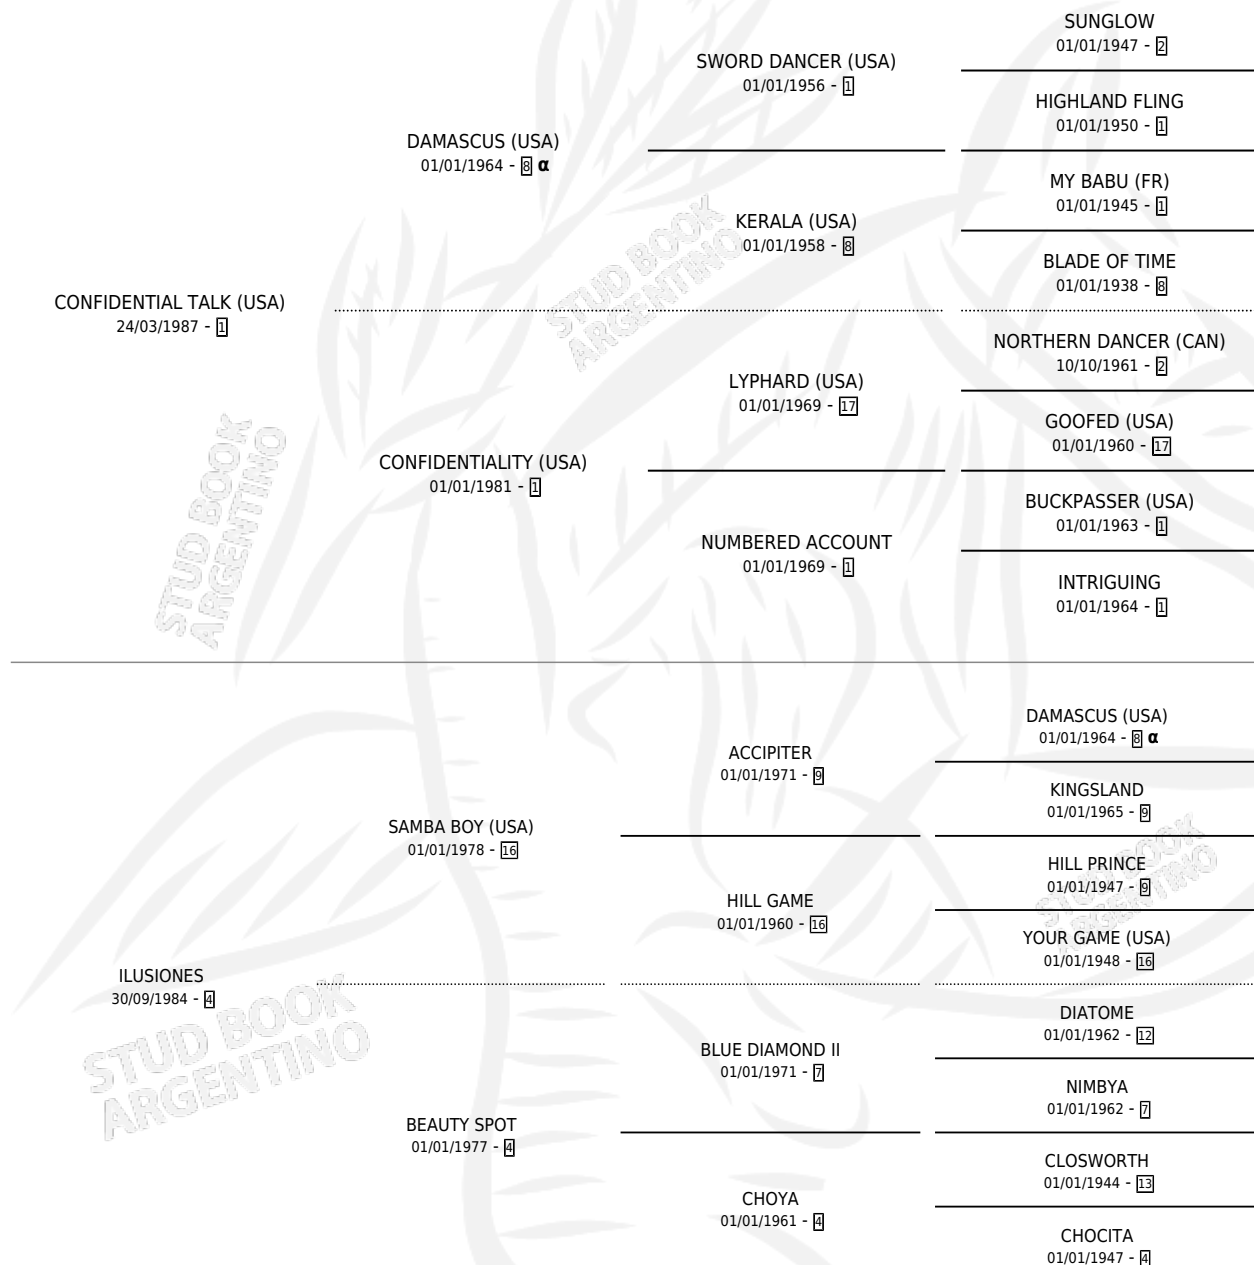 SUNGLOW
01/01/1947 - 2
SWORD DANCER (USA)
01/01/1956 - 1
HIGHLAND FLING
01/01/1950 - 1
DAMASCUS (USA)
01/01/1964 - 8 α
MY BABU (FR)
01/01/1945 - 1
KERALA (USA)
01/01/1958 - 8
BLADE OF TIME
01/01/1938 - 8
CONFIDENTIAL TALK (USA)
24/03/1987 - 1
NORTHERN DANCER (CAN)
10/10/1961 - 2
LYPHARD (USA)
01/01/1969 - 17
GOOFED (USA)
01/01/1960 - 17
CONFIDENTIALITY (USA)
01/01/1981 - 1
BUCKPASSER (USA)
01/01/1963 - 1
NUMBERED ACCOUNT
01/01/1969 - 1
INTRIGUING
01/01/1964 - 1
DAMASCUS (USA)
01/01/1964 - 8 α
ACCIPITER
01/01/1971 - 9
KINGSLAND
01/01/1965 - 9
SAMBA BOY (USA)
01/01/1978 - 16
HILL PRINCE
01/01/1947 - 9
HILL GAME
01/01/1960 - 16
YOUR GAME (USA)
01/01/1948 - 16
ILUSIONES
30/09/1984 - 4
DIATOME
01/01/1962 - 12
BLUE DIAMOND II
01/01/1971 - 7
NIMBYA
01/01/1962 - 7
BEAUTY SPOT
01/01/1977 - 4
CLOSWORTH
01/01/1944 - 13
CHOYA
01/01/1961 - 4
CHOCITA
01/01/1947 - 4
STUD BOOK
ARGENTINO
STUD BOOK
ARGENTINO
STUD BOOK
ARGENTINO
STUD BOOK
ARGENTINO